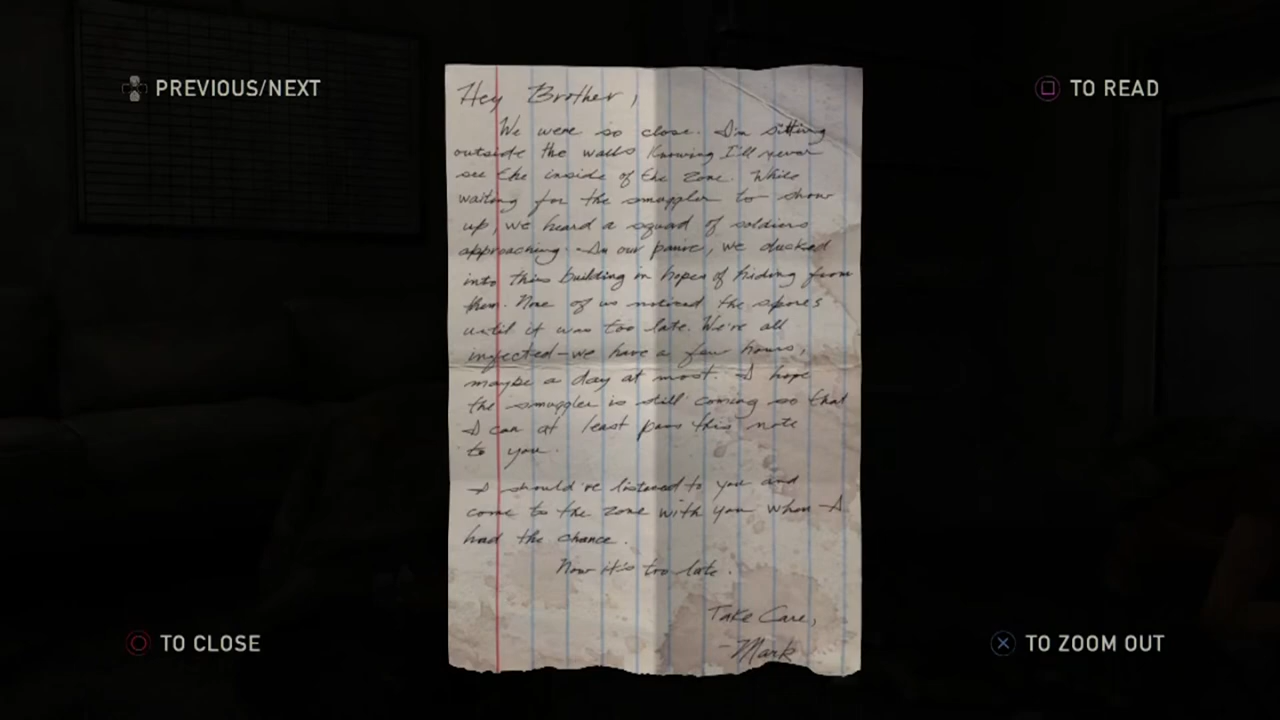 PREVIOUS/NEXT
TO READ
Hey Brother,
We were so close. I'm sitting
outside the walls knowing I'll never
see the inside of the zone. While
waiting for the smuggler to show
up, we heard a squad of soldiers
approaching. In our panic, we ducked
into this building in hopes of hiding from
them. None of us noticed the spores
until it was too late. We're all
infected-we have a few hours,
maybe a day at most. I hope
the smuggler is still coming so that
I can at least pass this note
to you.
I should've listened to you and
come to the zone with you when I
had the chance.
Now it's too late.
Take Care,
-Mark
TO CLOSE
TO ZOOM OUT